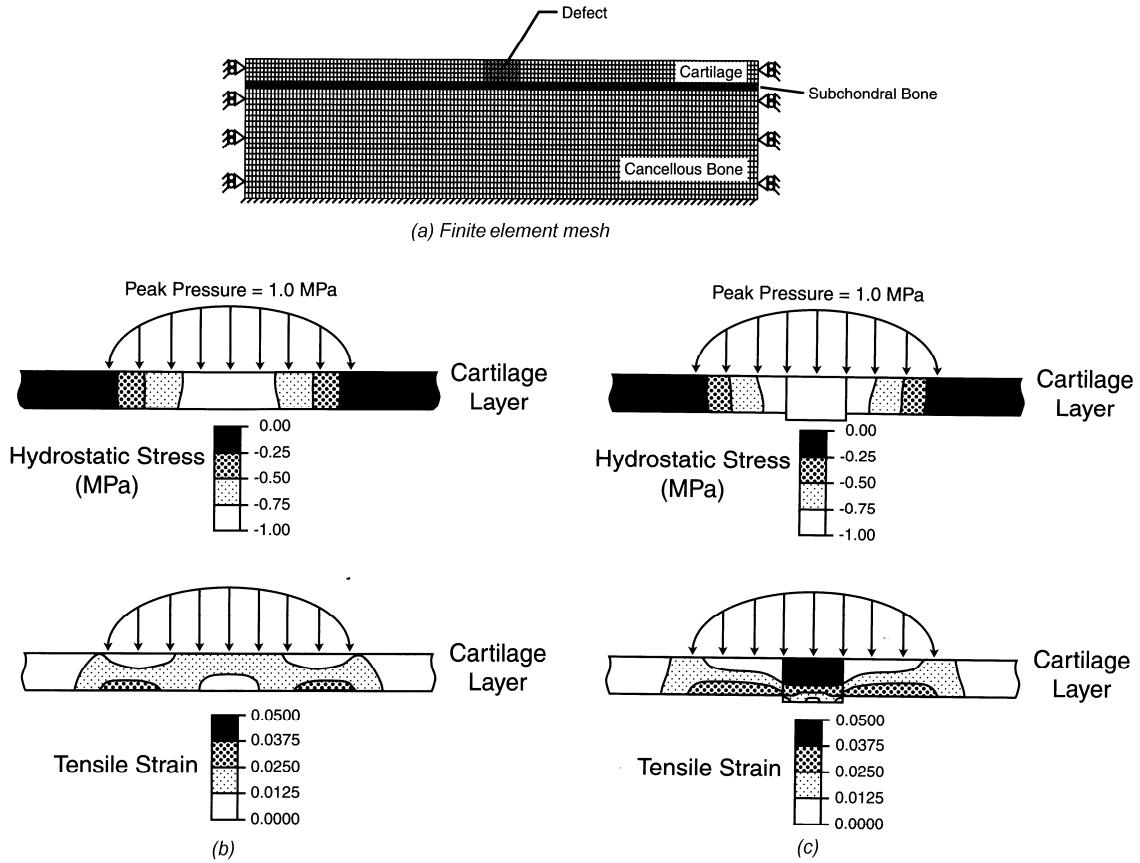 Defect
Cartilage
Subchondral Bone
Cancellous Bone
(a) Finite element mesh
Peak Pressure = 1.0 MPa
Cartilage
Layer
0.00
Hydrostatic Stress
-0.25
(MPa)
-0.50
-0.75
-1.00
Peak Pressure = 1.0 MPa
Cartilage
Layer
0.00
Hydrostatic Stress
-0.25
(MPa)
-0.50
-0.75
-1.00
Cartilage
Layer
0.0500
0.0375
Tensile Strain
0.0250
0.0125
0.0000
(b)
Cartilage
Layer
0.0500
0.0375
Tensile Strain
0.0250
0.0125
0.0000
(c)